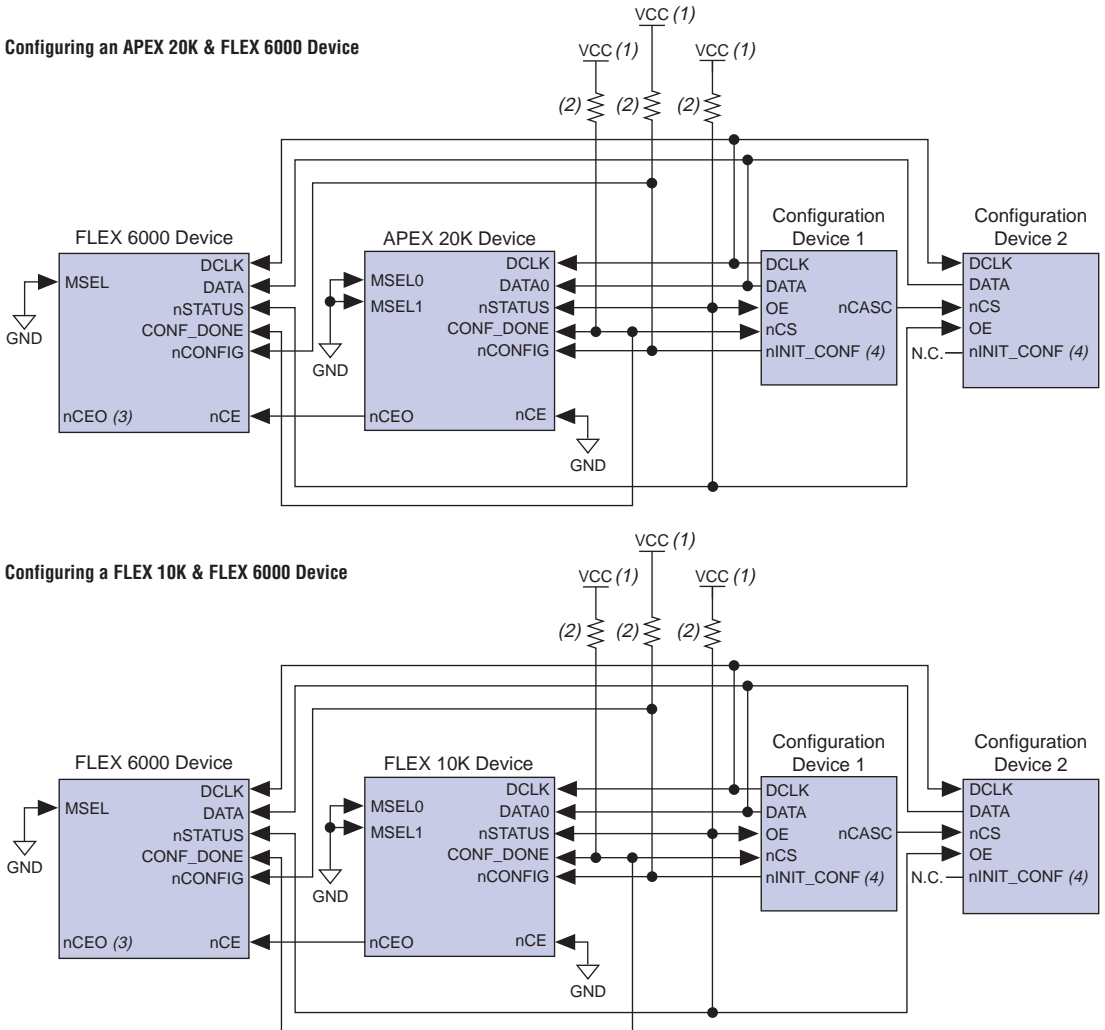 VCC (1)
Configuring an APEX 20K & FLEX 6000 Device
VCC (1) VCC (1)
(2) (2) (2)
FLEX 6000 Device
MSEL
GND
DCLK
DATA
nSTATUS
CONF_DONE
nCONFIG
nCEO (3) nCE
APEX 20K Device
MSEL0
MSEL1
GND
DCLK
DATA0
nSTATUS
CONF_DONE
nCONFIG
nCEO nCE
GND
Configuration
Device 1
DCLK
DATA
OE nCASC
nCS
nINIT_CONF (4)
Configuration
Device 2
DCLK
DATA
nCS
OE
N.C. nINIT_CONF (4)
VCC (1)
Configuring a FLEX 10K & FLEX 6000 Device
VCC (1) VCC (1)
(2) (2) (2)
FLEX 6000 Device
MSEL
GND
DCLK
DATA
nSTATUS
CONF_DONE
nCONFIG
nCEO (3) nCE
FLEX 10K Device
MSEL0
MSEL1
GND
DCLK
DATA0
nSTATUS
CONF_DONE
nCONFIG
nCEO nCE
GND
Configuration
Device 1
DCLK
DATA
OE nCASC
nCS
nINIT_CONF (4)
Configuration
Device 2
DCLK
DATA
nCS
OE
N.C. nINIT_CONF (4)